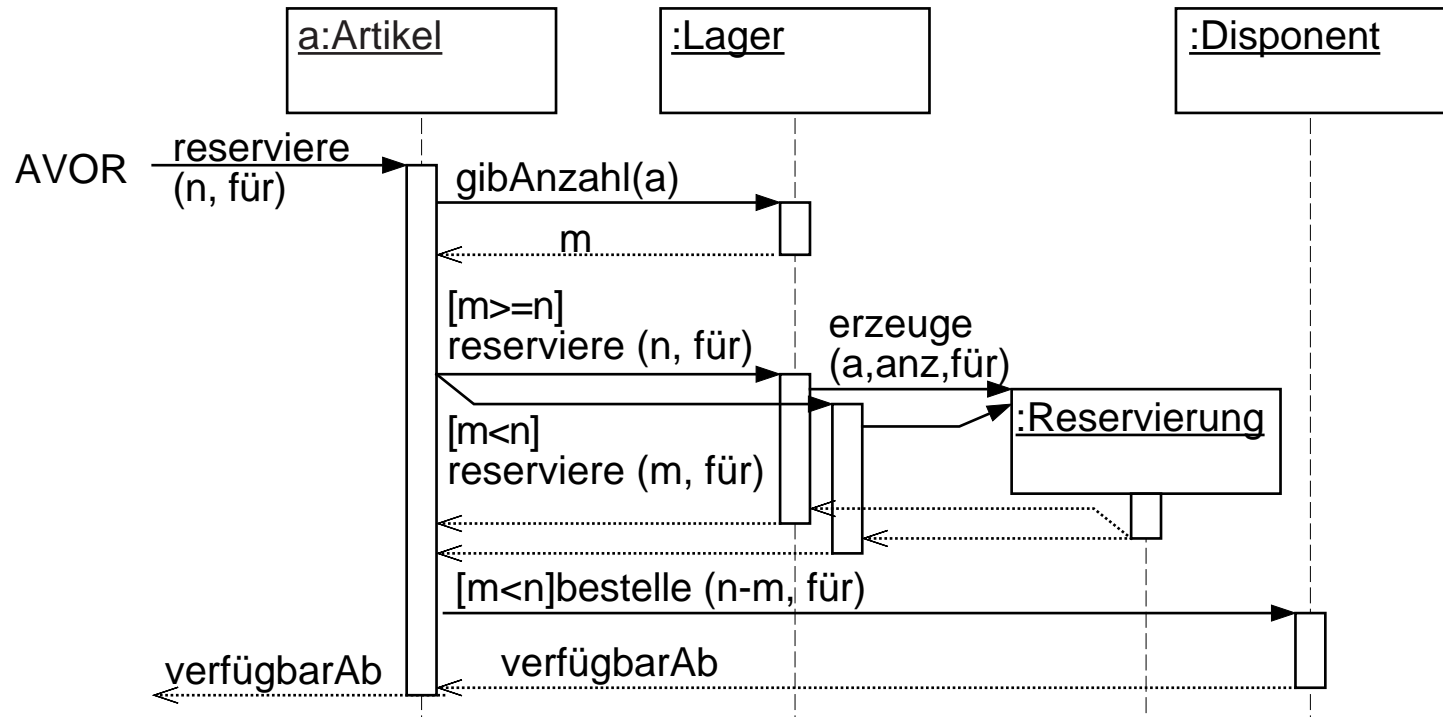 a:Artikel
:Lager
:Disponent
AVOR
reserviere
(n, für)
gibAnzahl(a)
m
[m>=n]
reserviere (n, für)
erzeuge
(a,anz,für)
:Reservierung
[m<n]
reserviere (m, für)
[m<n]bestelle (n-m, für)
verfügbarAb
verfügbarAb